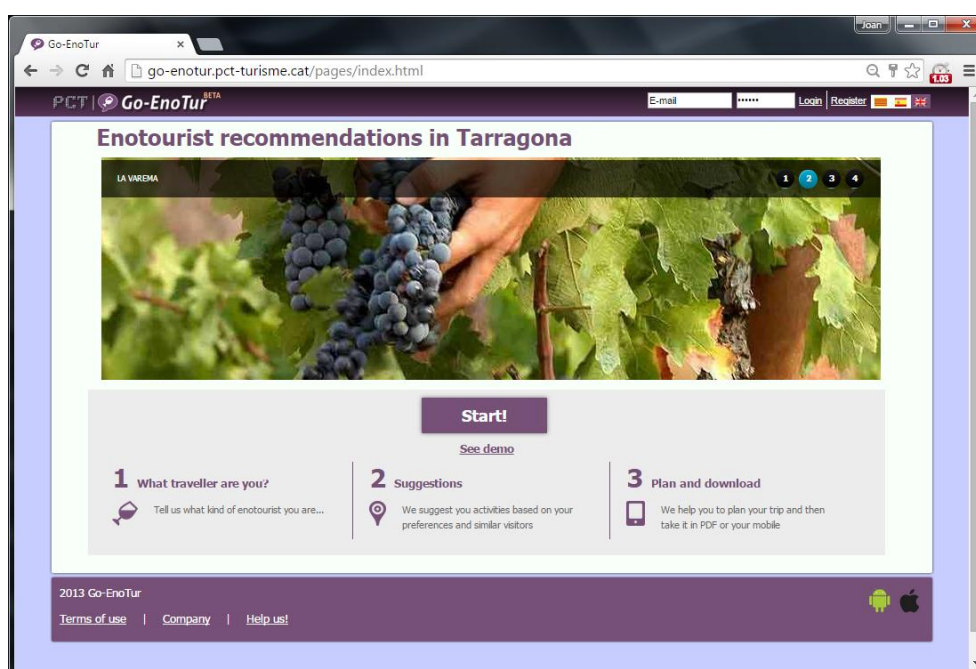 Joan
Go-EnoTur
go-enotur.pct-turisme.cat/pages/index.html
1.03
PCT | Go-EnoTur BETA
E-mail
Login | Register
Enotourist recommendations in Tarragona
LA VAREMA
1 2 3 4
Start!
See demo
1 What traveller are you?
Tell us what kind of enotourist you are...
2 Suggestions
We suggest you activities based on your
preferences and similar visitors
3 Plan and download
We help you to plan your trip and then
take it in PDF or your mobile
2013 Go-EnoTur
Terms of use | Company | Help us!